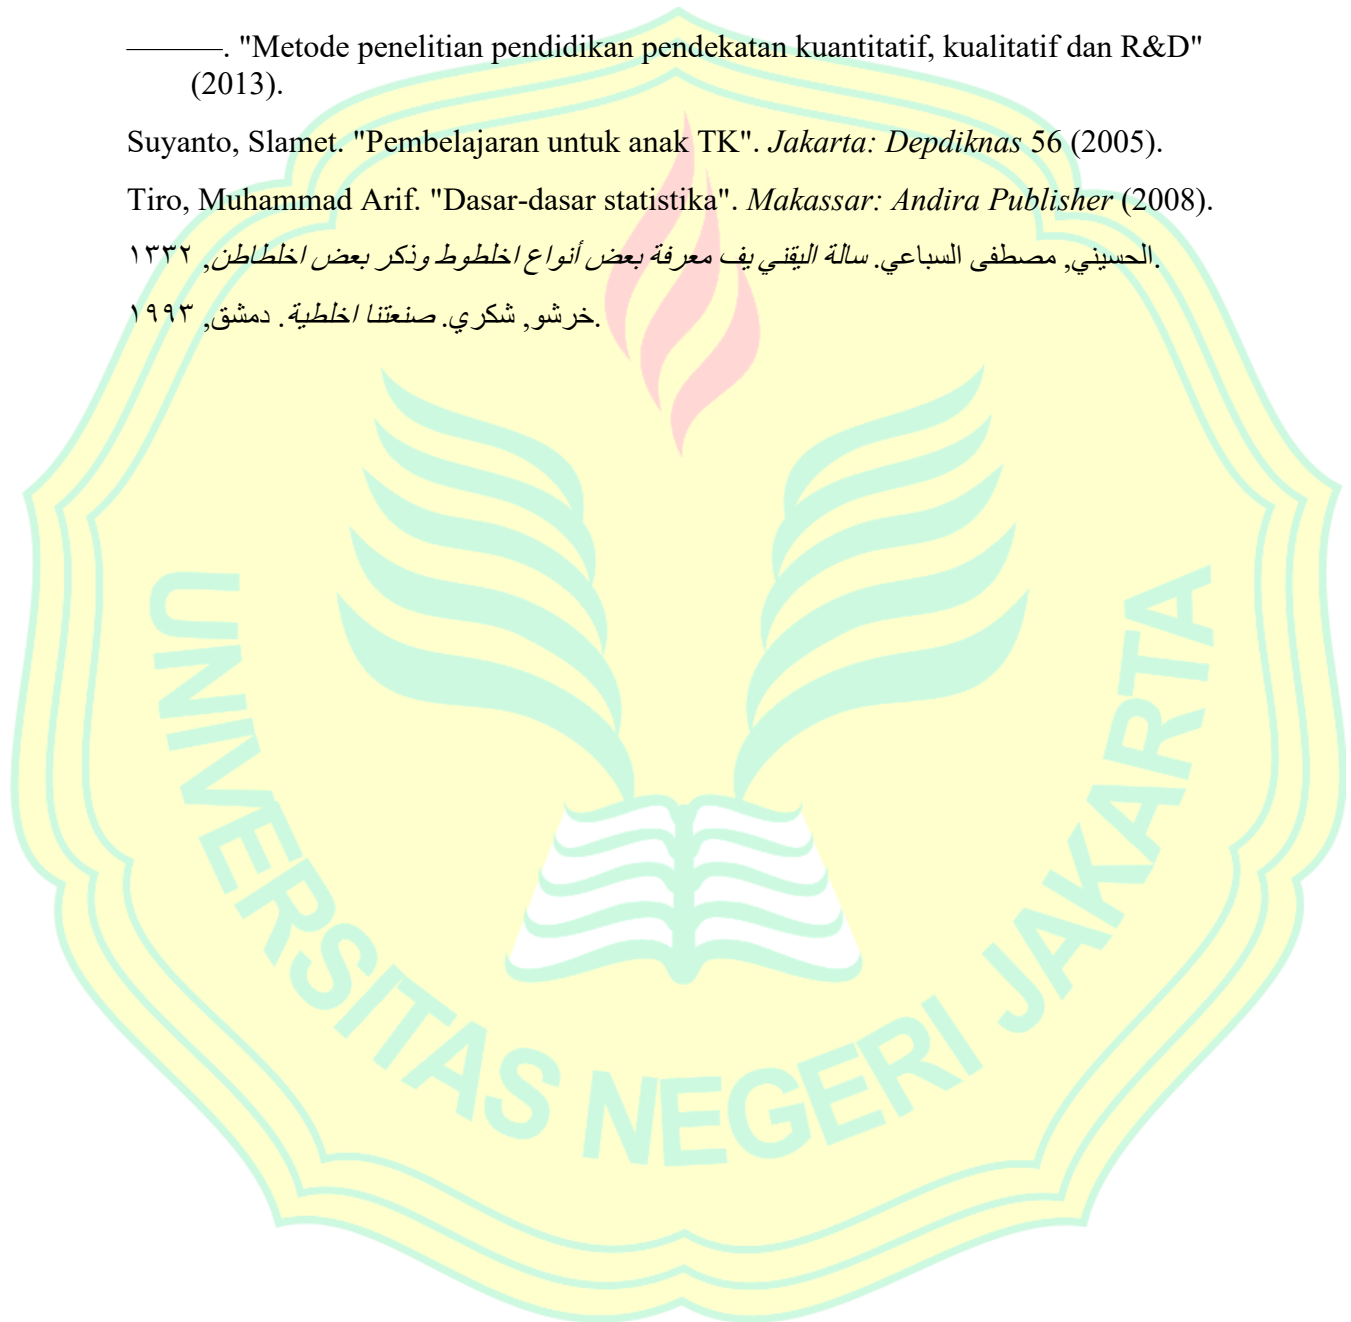 ———. "Metode penelitian pendidikan pendekatan kuantitatif, kualitatif dan R&D"
(2013).
Suyanto, Slamet. "Pembelajaran untuk anak TK". Jakarta: Depdiknas 56 (2005).
Tiro, Muhammad Arif. "Dasar-dasar statistika". Makassar: Andira Publisher (2008).
الحسيني, مصطفى السباعي. سالة اليقني يف معرفة بعض أنواع اخلطوط وذكر بعض اخلطاطن, ١٣٣٢.
خرشو, شكري. صنعتنا اخلطية. دمشق, ١٩٩٣.
UNIVERSITAS NEGERI JAKARTA